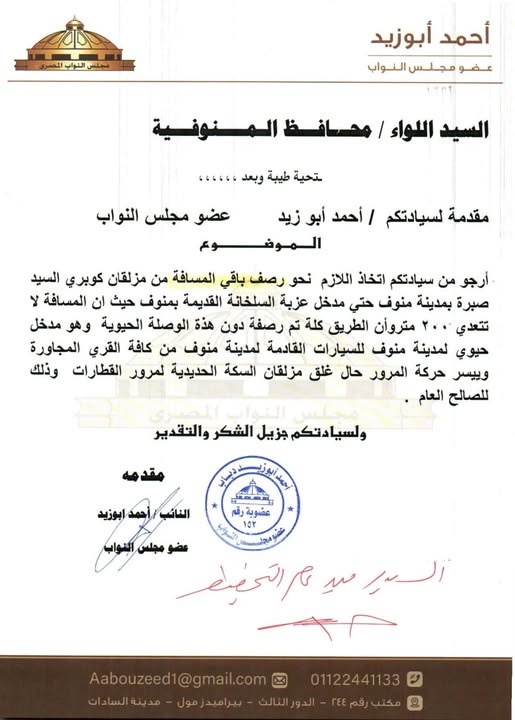 أحمد أبوزيد
عضو مجلس النواب
مجلس النواب المصرى
السيد اللواء / محافظ المنوفية
تحية طيبة وبعد ،،،،،،
مقدمة لسيادتكم / أحمد أبو زيد عضو مجلس النواب
الموضوع
أرجو من سيادتكم اتخاذ اللازم نحو رصف باقي المسافة من مزلقان كوبري السيد
صبرة بمدينة منوف حتي مدخل عزبة السلخانة القديمة بمنوف حيث ان المسافة لا
تتعدي ٢٠٠ متروأن الطريق كلة تم رصفة دون هذة الوصلة الحيوية وهو مدخل
حيوي لمدينة منوف للسيارات القادمة لمدينة منوف من كافة القري المجاورة
وييسر حركة المرور حال غلق مزلقان السكة الحديدية لمرور القطارات وذلك
للصالح العام .
مجلس النواب المصرى
ولسيادتكم جزيل الشكر والتقدير
مقدمه
النائب / أحمد ابوزيد
عضو مجلس النواب
أحمد أبوزيد دياب
عضوية رقم
١٥٢
عضو مجلس النواب
السيد مدير عام التخطيط
Aabouzeed1@gmail.com 01122441133
مكتب رقم ٢٤٤ - الدور الثالث - بيراميدز مول - مدينة السادات